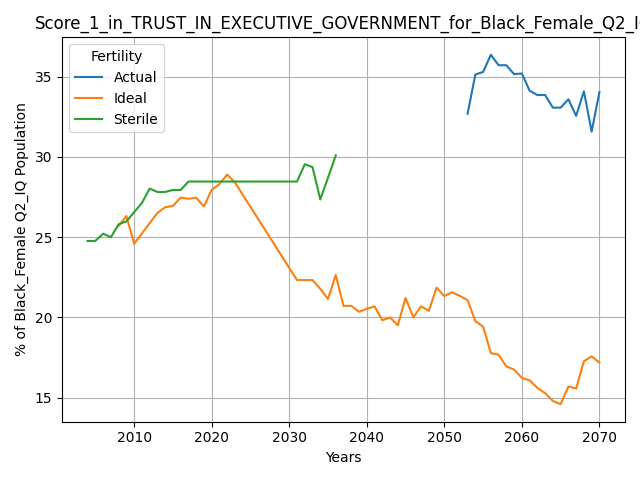 Score_1_in_TRUST_IN_EXECUTIVE_GOVERNMENT_for_Black_Female_Q2_I
Fertility
Actual
Ideal
Sterile
% of Black_Female Q2_IQ Population
35
30
25
20
15
2010 2020 2030 2040 2050 2060 2070
Years